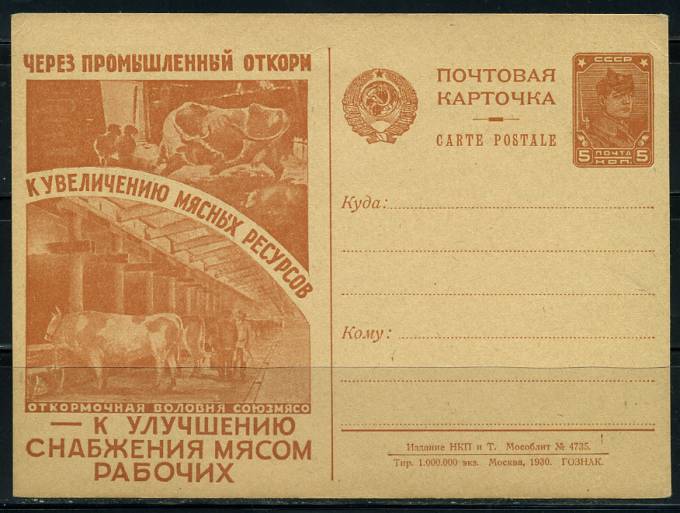 ЧЕРЕЗ ПРОМЫШЛЕННЫЙ ОТКОРМ
К УВЕЛИЧЕНИЮ МЯСНЫХ РЕСУРСОВ
ОТКОРМОЧНАЯ ВОЛОВНЯ СОЮЗМЯСО
— К УЛУЧШЕНИЮ
СНАБЖЕНИЯ МЯСОМ
РАБОЧИХ
ПОЧТОВАЯ
КАРТОЧКА
CARTE POSTALE
СССР
5 ПОЧТА 5
КОП.
Куда:
Кому:
Издание НКП и Т. Мособлит № 4735.
Тир. 1.000.000 экз. Москва, 1930. ГОЗНАК.